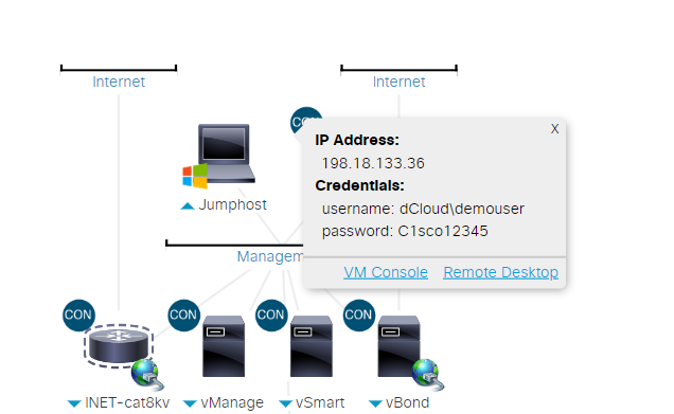 Internet
Internet
CON
X
IP Address:
198.18.133.36
Credentials:
username: dCloud\demouser
password: C1sco12345
Jumphost
Managem
VM Console
Remote Desktop
CON
CON
CON
CON
INET-cat8kv
vManage
vSmart
vBond